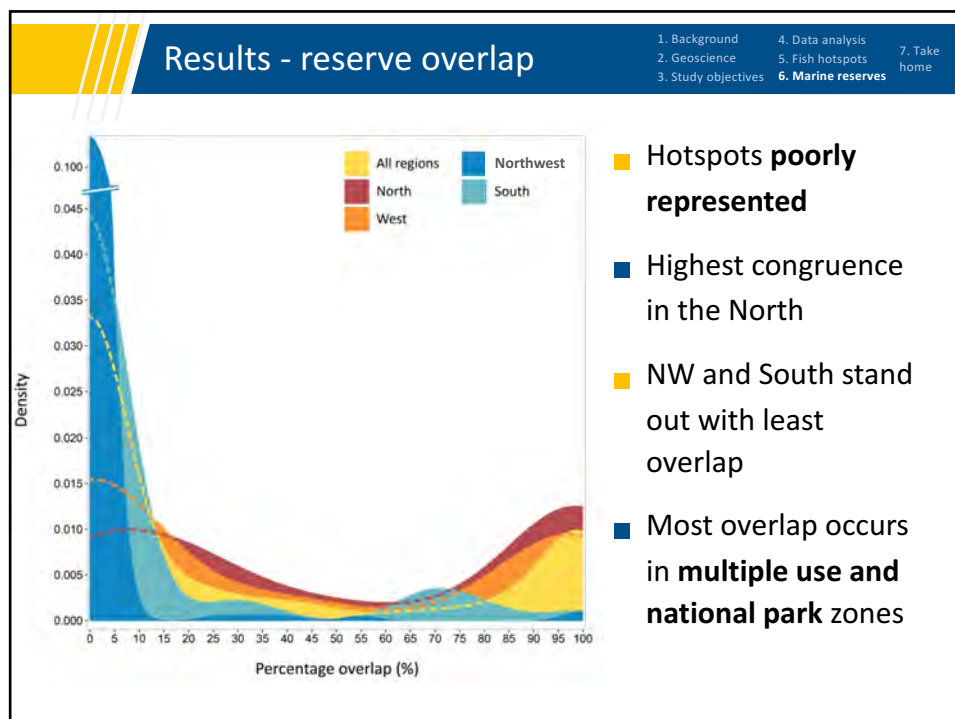 Results - reserve overlap
1. Background
2. Geoscience
3. Study objectives
4. Data analysis
5. Fish hotspots
6. Marine reserves
7. Take
home
Density
0.100
0.045
0.040
0.035
0.030
0.025
0.020
0.015
0.010
0.005
0.000
0 5 10 15 20 25 30 35 40 45 50 55 60 65 70 75 80 85 90 95 100
Percentage overlap (%)
All regions
North
West
Northwest
South
Hotspots poorly
represented
Highest congruence
in the North
NW and South stand
out with least
overlap
Most overlap occurs
in multiple use and
national park zones